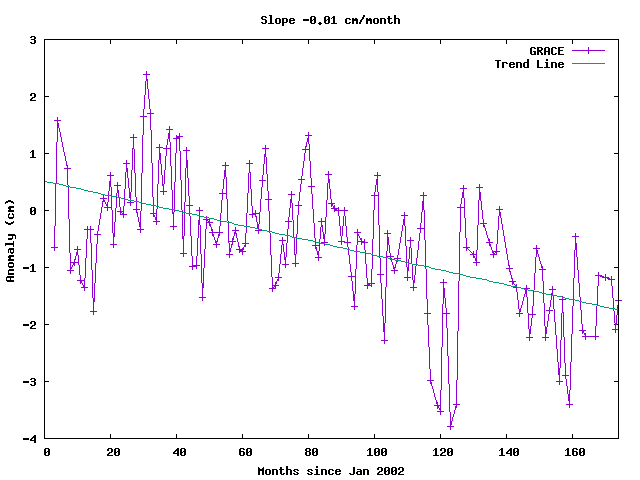 Slope -0.01 cm/month
GRACE
Trend Line
3
2
1
0
-1
-2
-3
-4
Anomaly (cm)
0 20 40 60 80 100 120 140 160
Months since Jan 2002